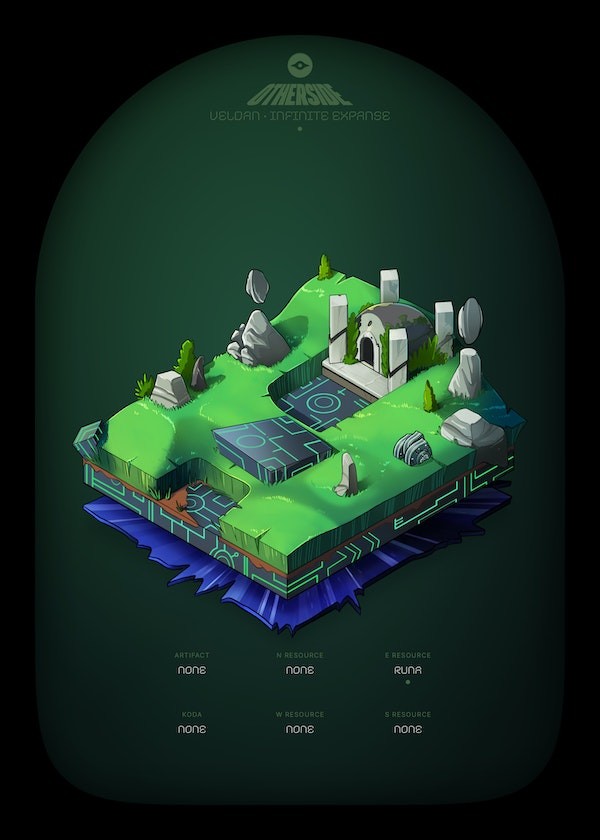 OTHERSIDE
VELDAN · INFINITE EXPANSE
ARTIFACT N RESOURCE E RESOURCE
NONE NONE RUNA
KODA W RESOURCE S RESOURCE
NONE NONE NONE